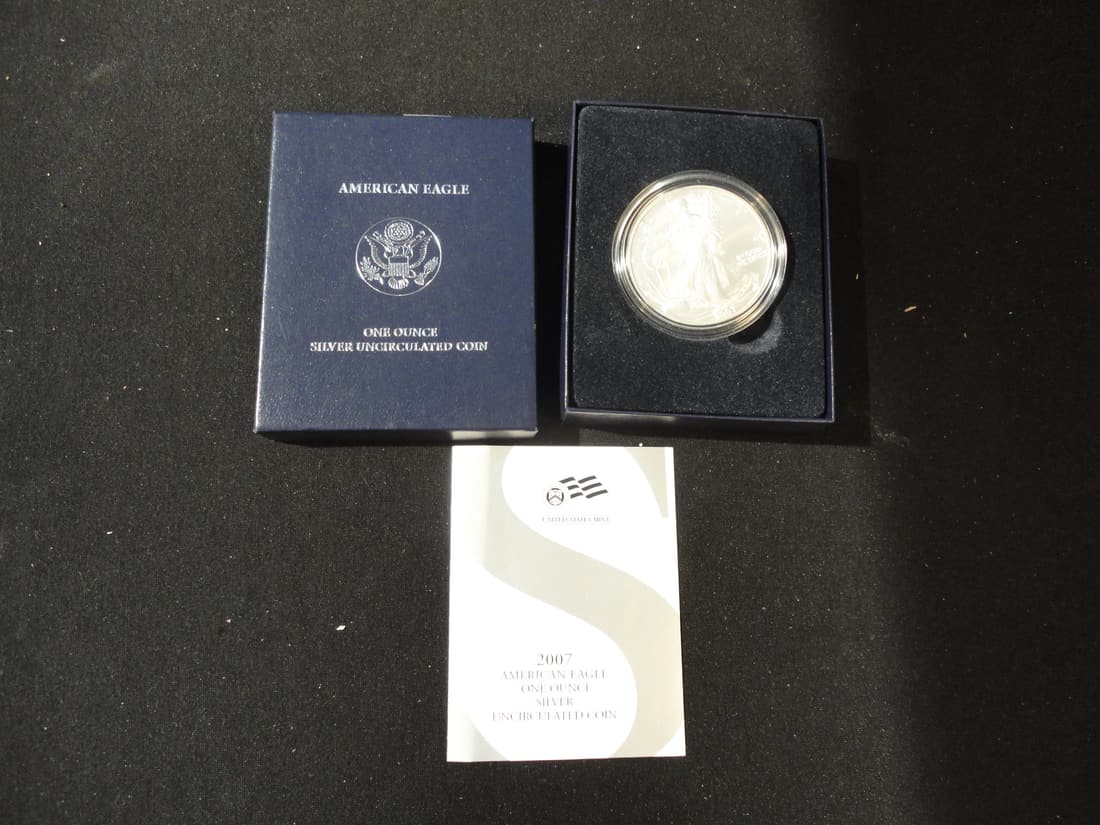 AMERICAN EAGLE
ONE OUNCE
SILVER UNCIRCULATED COIN
UNITED STATES MINT
2007
AMERICAN EAGLE
ONE OUNCE
SILVER
UNCIRCULATED COIN